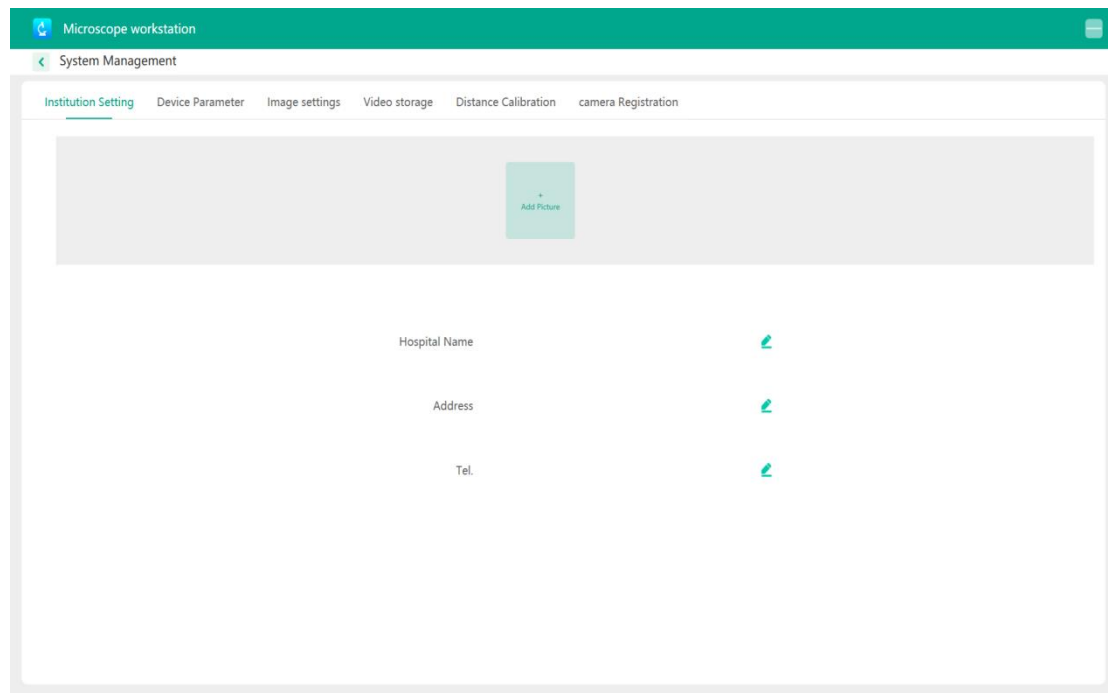 Microscope workstation
System Management
Institution Setting Device Parameter Image settings Video storage Distance Calibration camera Registration
+
Add Picture
Hospital Name
Address
Tel.